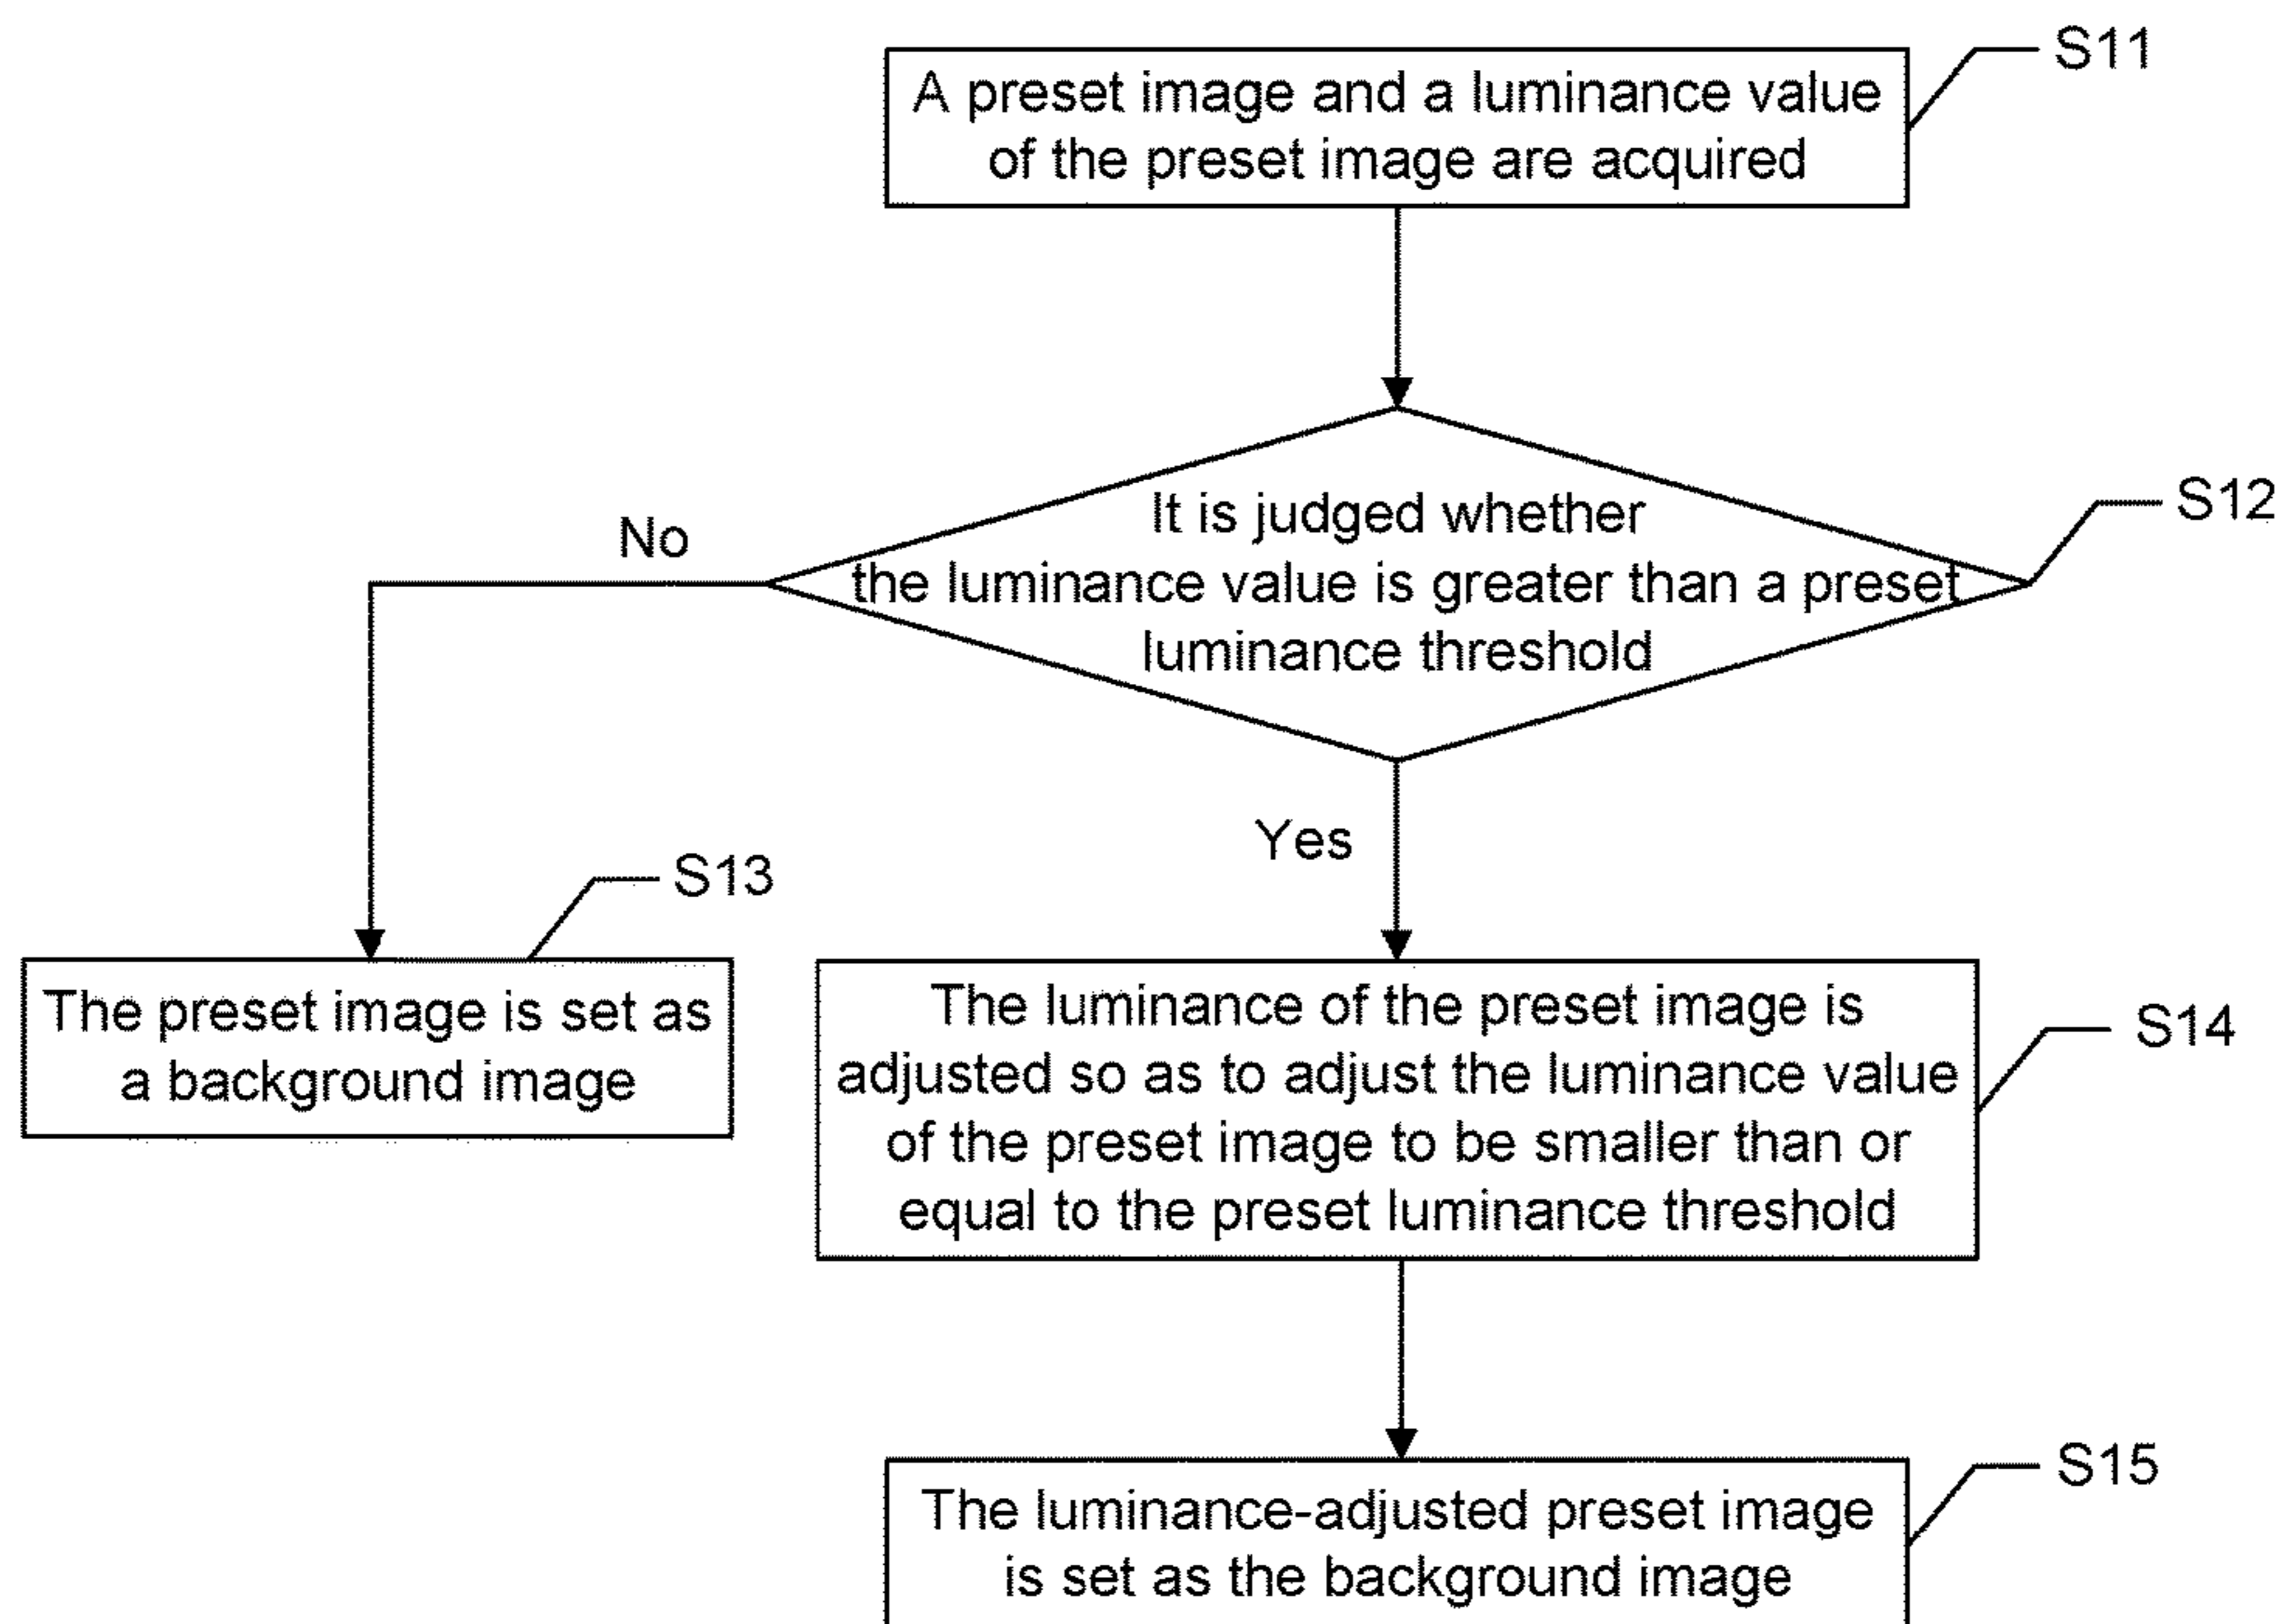 S11
A preset image and a luminance value
of the preset image are acquired
S12
It is judged whether
the luminance value is greater than a preset
luminance threshold
No
Yes
S13
The preset image is set as
a background image
S14
The luminance of the preset image is
adjusted so as to adjust the luminance value
of the preset image to be smaller than or
equal to the preset luminance threshold
S15
The luminance-adjusted preset image
is set as the background image